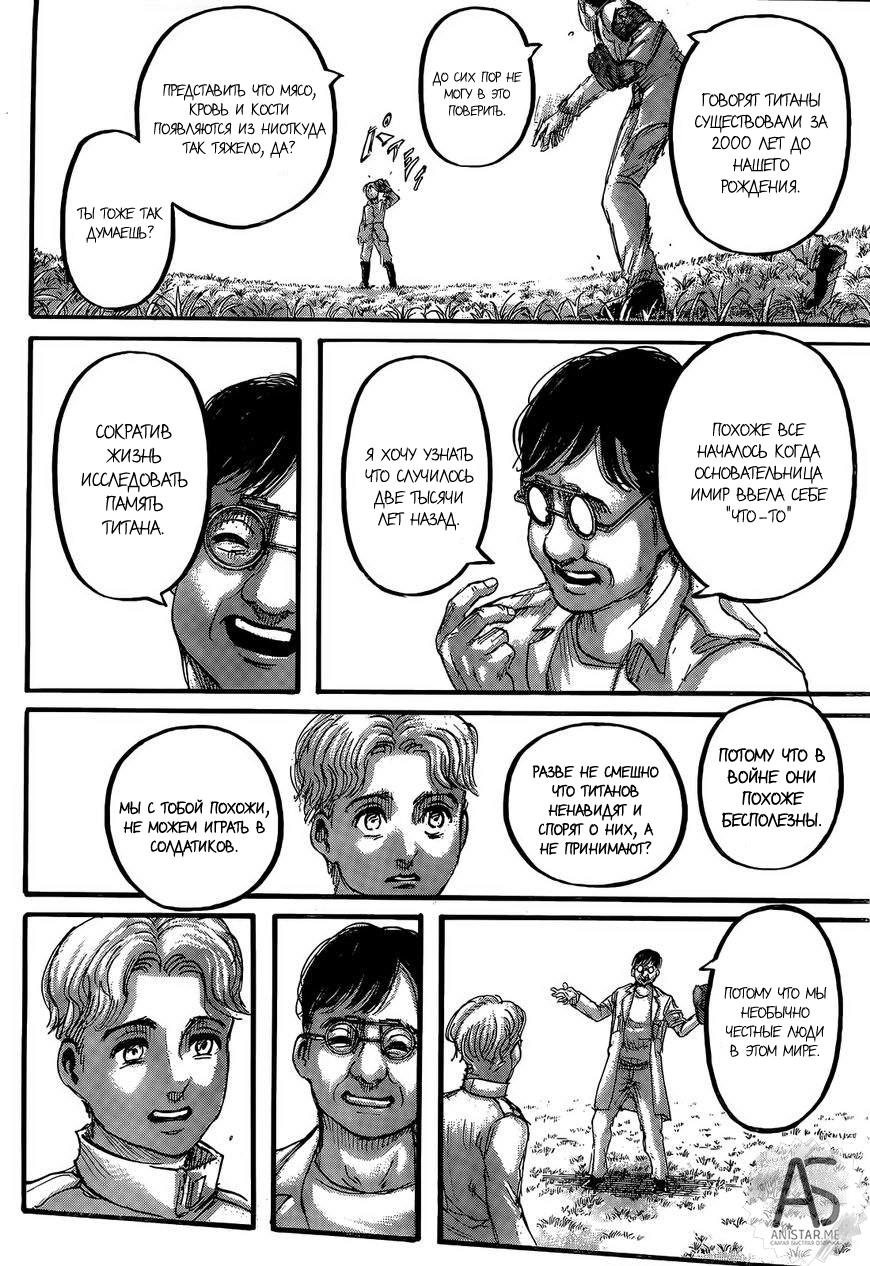 ГОВОРЯТ ТИТАНЫ
СУЩЕСТВОВАЛИ ЗА
2000 ЛЕТ ДО
НАШЕГО
РОЖДЕНИЯ.
ДО СИХ ПОР НЕ
МОГУ В ЭТО
ПОВЕРИТЬ.
ПРЕДСТАВИТЬ ЧТО МЯСО,
КРОВЬ И КОСТИ
ПОЯВЛЯЮТСЯ ИЗ НИОТКУДА
ТАК ТЯЖЕЛО, ДА?
ТЫ ТОЖЕ ТАК
ДУМАЕШЬ?
ПОХОЖЕ ВСЕ
НАЧАЛОСЬ КОГДА
ОСНОВАТЕЛЬНИЦА
ИМИР ВВЕЛА СЕБЕ
"ЧТО-ТО"
Я ХОЧУ УЗНАТЬ
ЧТО СЛУЧИЛОСЬ
ДВЕ ТЫСЯЧИ
ЛЕТ НАЗАД.
СОКРАТИВ
ЖИЗНЬ
ИССЛЕДОВАТЬ
ПАМЯТЬ
ТИТАНА.
ПОТОМУ ЧТО В
ВОЙНЕ ОНИ
ПОХОЖЕ
БЕСПОЛЕЗНЫ.
РАЗВЕ НЕ СМЕШНО
ЧТО ТИТАНОВ
НЕНАВИДЯТ И
СПОРЯТ О НИХ, А
НЕ ПРИНИМАЮТ?
МЫ С ТОБОЙ ПОХОЖИ,
НЕ МОЖЕМ ИГРАТЬ В
СОЛДАТИКОВ.
ПОТОМУ ЧТО МЫ
НЕОБЫЧНО
ЧЕСТНЫЕ ЛЮДИ
В ЭТОМ МИРЕ.
AS
ANISTAR.ME
САМАЯ БЫСТРАЯ ОЗВУЧКА